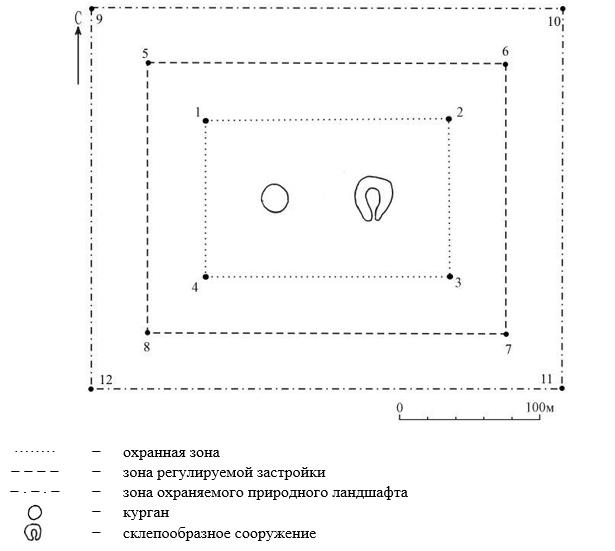 С
9
10
5
6
1
2
4
3
8
7
12
11
0 100м
– охранная зона
– зона регулируемой застройки
– зона охраняемого природного ландшафта
– курган
– склепообразное сооружение